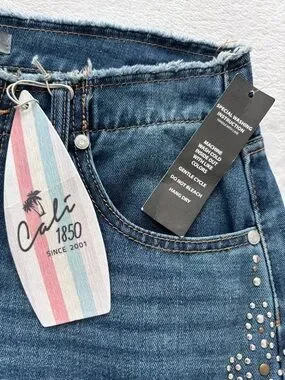 Cali
1850
SINCE 2001
SPECIAL WASHING
INSTRUCTION
MACHINE
WASH COLD
INSIDE OUT
WITH LIKE
COLORS
GENTLE CYCLE
DO NOT BLEACH
HANG DRY